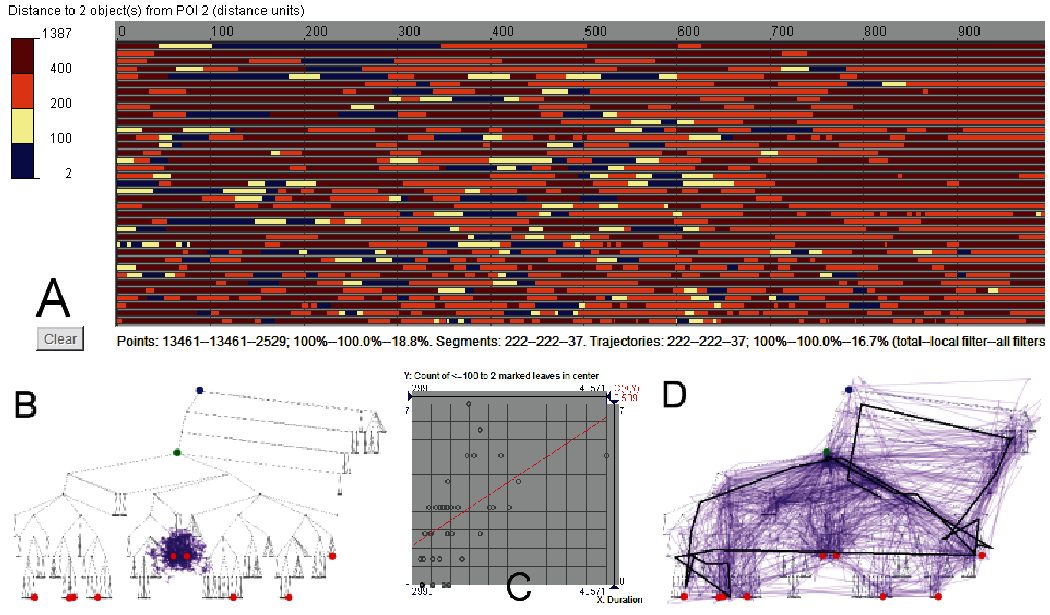 Distance to 2 object(s) from POI 2 (distance units)
0 100 200 300 400 500 600 700 800 900
1387
400
200
100
2
A
Clear
Points: 13461--13461--2529; 100%--100.0%--18.8%. Segments: 222--222--37. Trajectories: 222--222--37; 100%--100.0%--16.7% (total--local filter--all filters
B
Y: Count of <=100 to 2 marked leaves in center
299
7 7
C
X. Duration
D